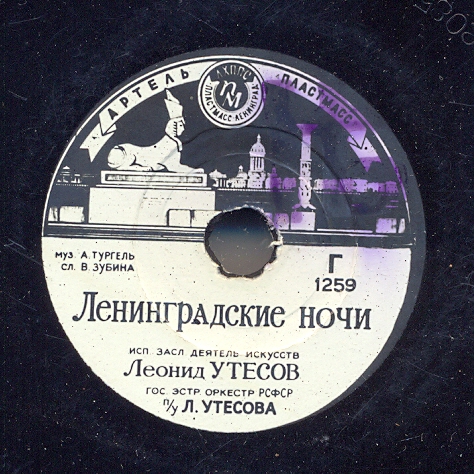 АРТЕЛЬ
ПЛАСТМАСС
ЛХППС
ПМ
ПЛАСТМАСС-ЛЕНИНГРАД
МУЗ. А.ТУРГЕЛЬ
СЛ. В.ЗУБИНА
Г
1259
Ленинградские ночи
ИСП. ЗАСЛ. ДЕЯТЕЛЬ ИСКУССТВ
Леонид УТЕСОВ
ГОС. ЭСТР. ОРКЕСТР РСФСР
п/у Л. УТЕСОВА